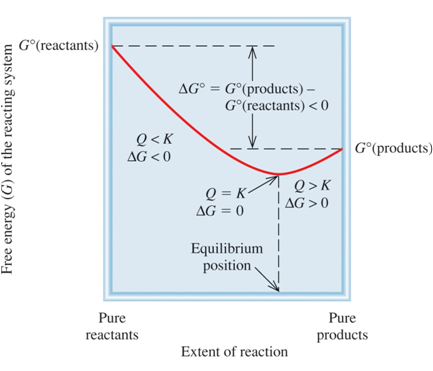 Free energy (G) of the reacting system
G°(reactants)
ΔG° = G°(products) –
G°(reactants) < 0
Q < K
ΔG < 0
G°(products)
Q = K
ΔG = 0
Q > K
ΔG > 0
Equilibrium
position
Pure
reactants
Pure
products
Extent of reaction